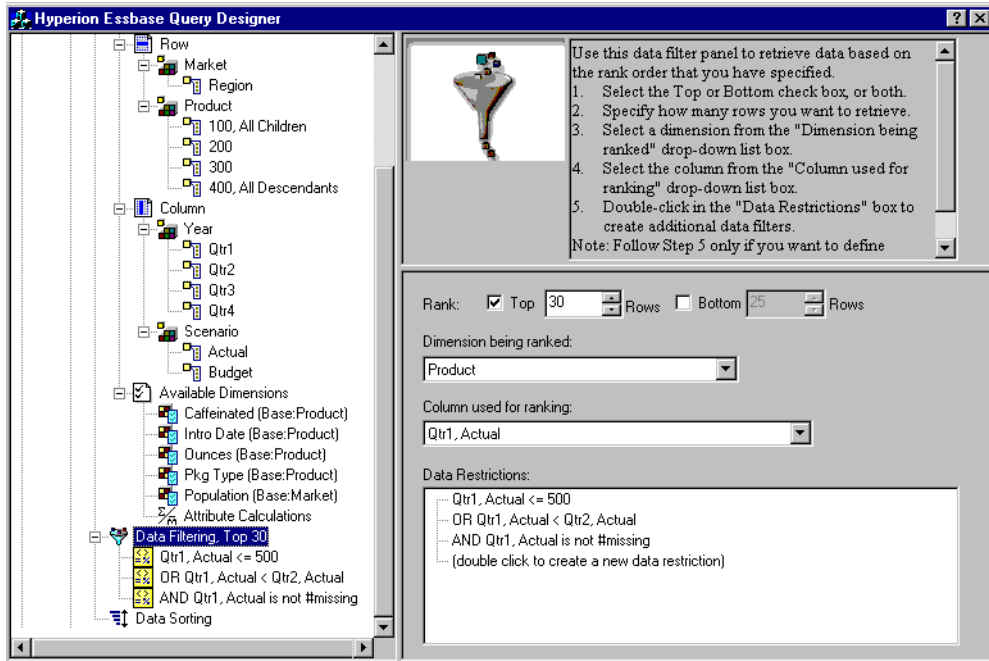 Hyperion Essbase Query Designer
Row
Market
Region
Product
100, All Children
200
300
400, All Descendants
Column
Year
Qtr1
Qtr2
Qtr3
Qtr4
Scenario
Actual
Budget
Available Dimensions
Caffeinated (Base:Product)
Intro Date (Base:Product)
Ounces (Base:Product)
Pkg Type (Base:Product)
Population (Base:Market)
Attribute Calculations
Data Filtering, Top 30
Qtr1, Actual <= 500
OR Qtr1, Actual < Qtr2, Actual
AND Qtr1, Actual is not #missing
Data Sorting
Use this data filter panel to retrieve data based on
the rank order that you have specified.
1. Select the Top or Bottom check box, or both.
2. Specify how many rows you want to retrieve.
3. Select a dimension from the "Dimension being
ranked" drop-down list box.
4. Select the column from the "Column used for
ranking" drop-down list box.
5. Double-click in the "Data Restrictions" box to
create additional data filters.
Note: Follow Step 5 only if you want to define
Rank: Top 30 Rows Bottom 25 Rows
Dimension being ranked:
Product
Column used for ranking:
Qtr1, Actual
Data Restrictions:
Qtr1, Actual <= 500
OR Qtr1, Actual < Qtr2, Actual
AND Qtr1, Actual is not #missing
(double click to create a new data restriction)